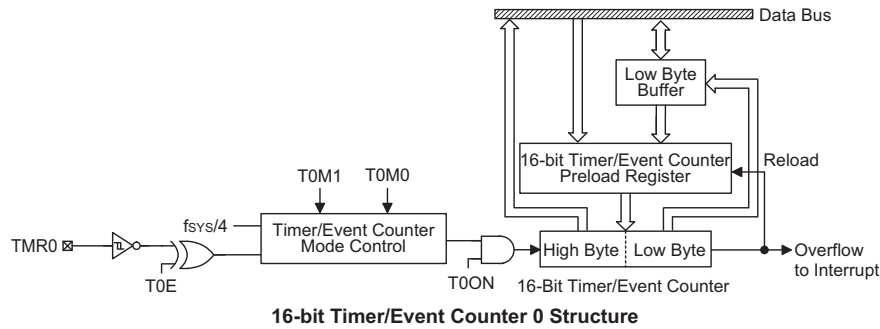 Data Bus
Low Byte
Buffer
16-bit Timer/Event Counter
Preload Register
Reload
T0M1
T0M0
fSYS/4
Timer/Event Counter
Mode Control
TMR0
T0E
T0ON
High Byte
Low Byte
Overflow
to Interrupt
16-Bit Timer/Event Counter
16-bit Timer/Event Counter 0 Structure